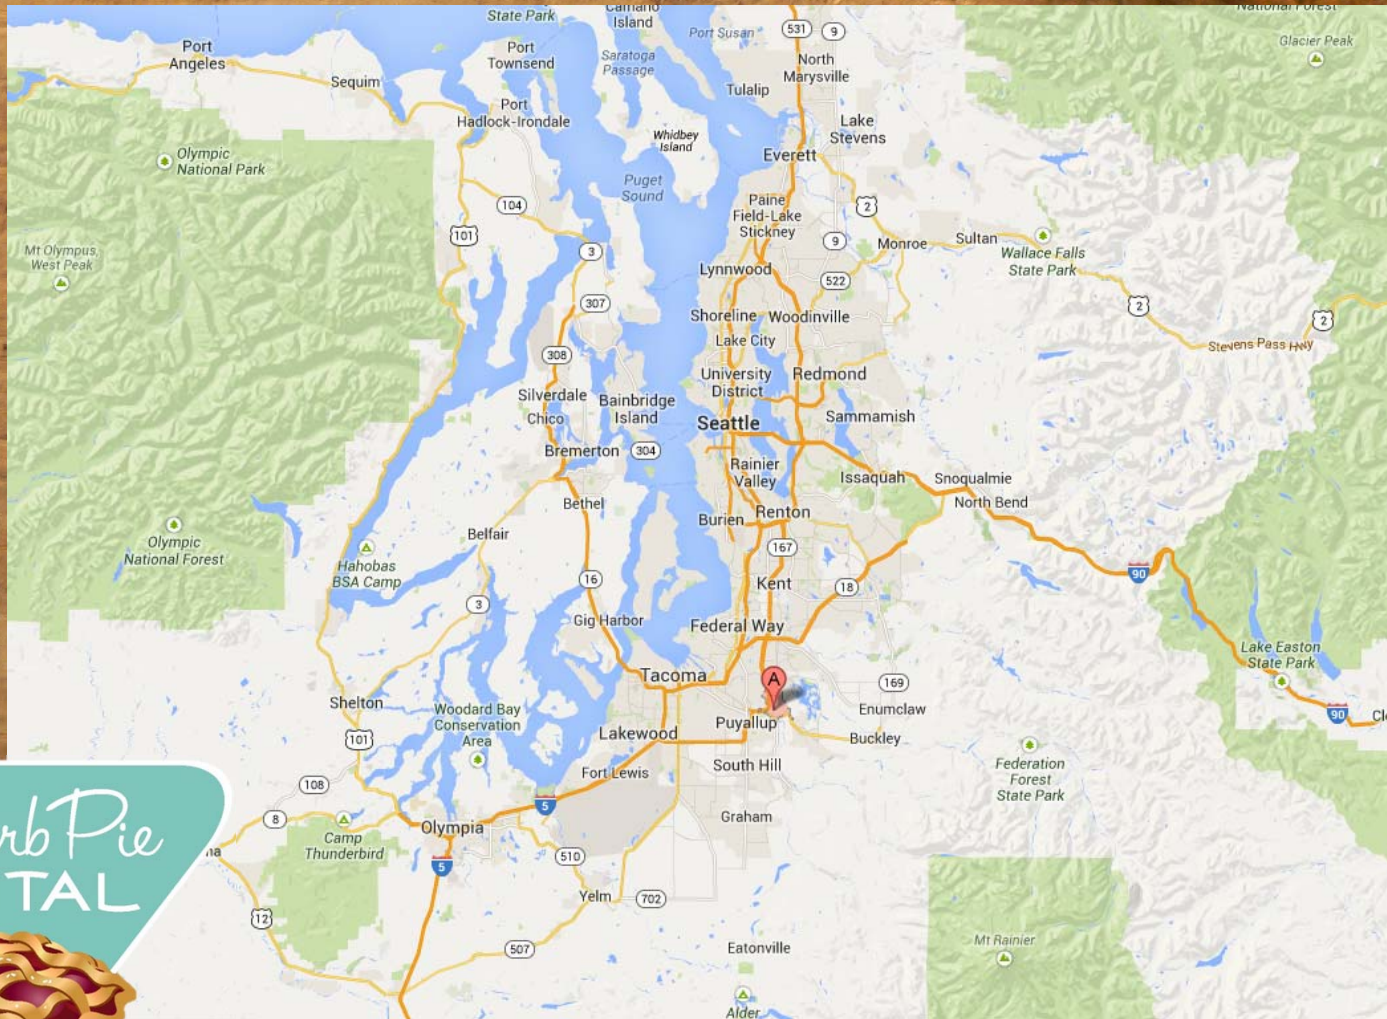 State Park
Camano
Island
Port Susan
531
9
National Forest
Glacier Peak
Port
Angeles
Port
Townsend
Saratoga
Passage
North
Marysville
Sequim
Tulalip
Port
Hadlock-Irondale
Lake
Stevens
Whidbey
Island
Everett
Olympic
National Park
Puget
Sound
104
Paine
Field-Lake
Stickney
2
101
9
Monroe
Sultan
Wallace Falls
State Park
Mt Olympus,
West Peak
3
Lynnwood
522
307
2
2
Shoreline
Woodinville
Lake City
Stevens Pass Hwy
308
University
District
Redmond
Silverdale
Chico
Bainbridge
Island
Seattle
Sammamish
Bremerton
304
Rainier
Valley
Issaquah
Snoqualmie
North Bend
Bethel
Burien
Renton
Olympic
National Forest
Belfair
167
Hahobas
BSA Camp
16
Kent
18
90
3
Gig Harbor
Federal Way
Lake Easton
State Park
Tacoma
A
169
Shelton
Woodard Bay
Conservation
Area
Puyallup
Enumclaw
90
101
Lakewood
Buckley
South Hill
Federation
Forest
State Park
108
Fort Lewis
5
8
Olympia
Graham
Camp
Thunderbird
rb Pie
TAL
na
5
510
Yelm
702
12
507
Eatonville
Mt Rainier
Alder